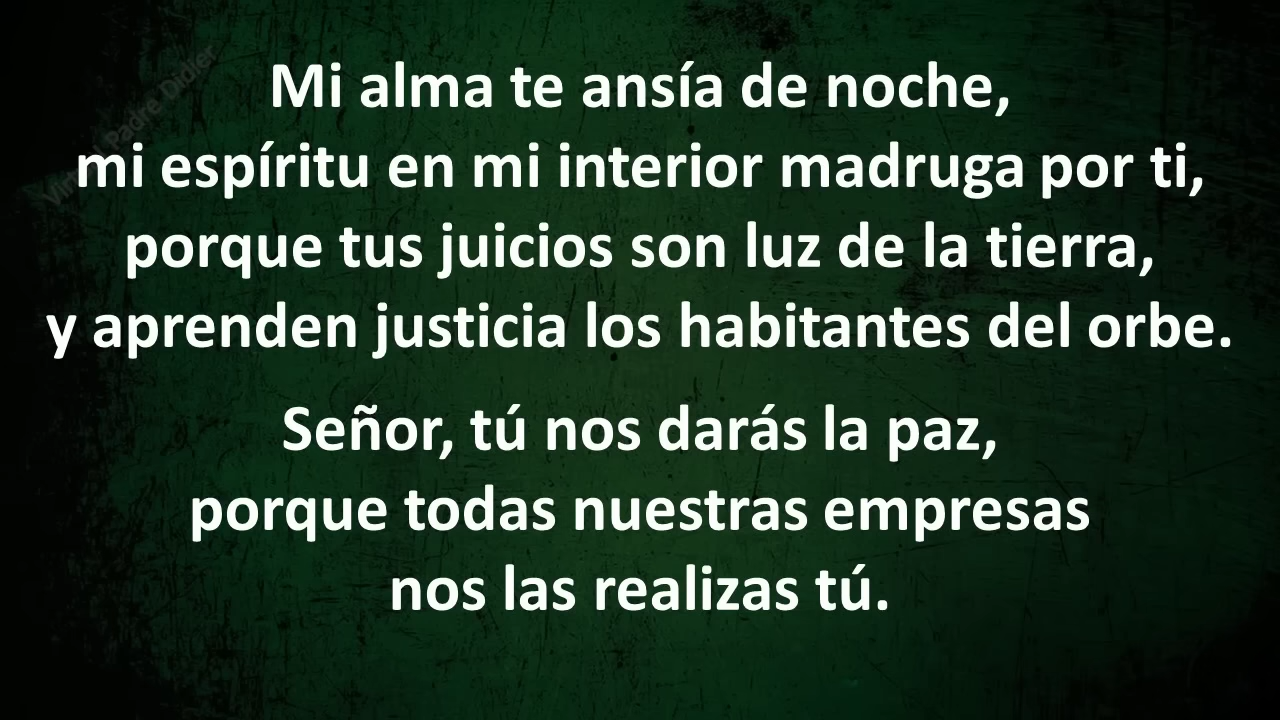 Mi alma te ansía de noche,
mi espíritu en mi interior madruga por ti,
porque tus juicios son luz de la tierra,
y aprenden justicia los habitantes del orbe.
Señor, tú nos darás la paz,
porque todas nuestras empresas
nos las realizas tú.
Padre Didier